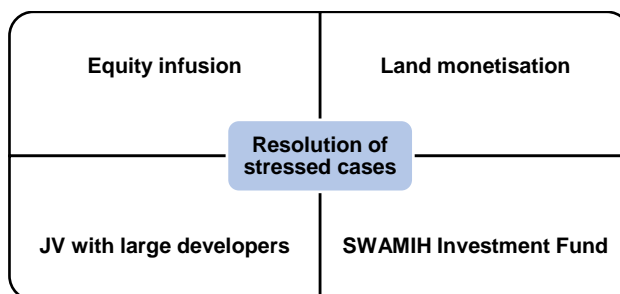 Equity infusion
Land monetisation
Resolution of
stressed cases
JV with large developers
SWAMIH Investment Fund